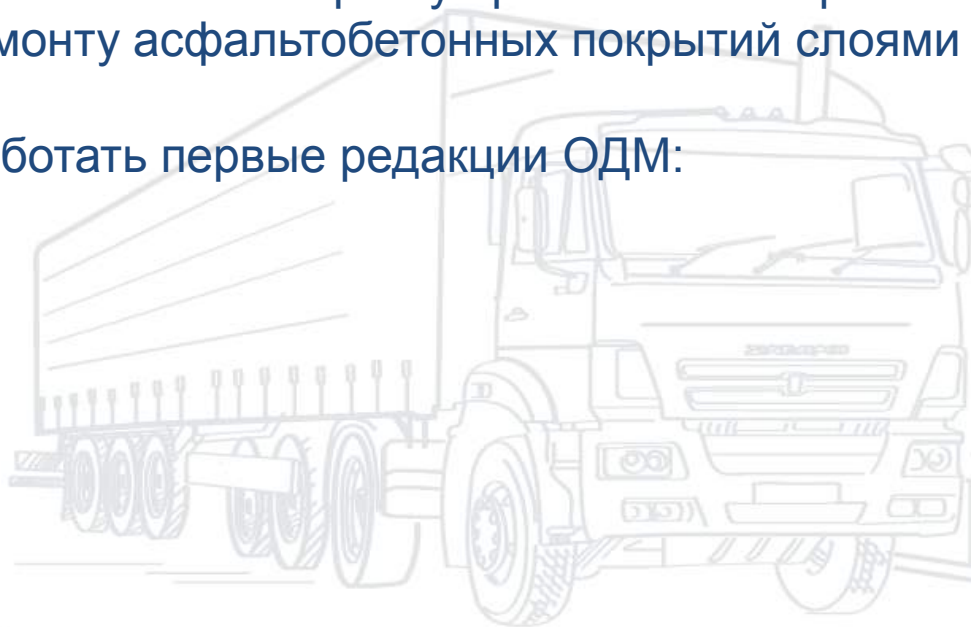 монту асфальтобетонных покрытий слоями
ботать первые редакции ОДМ: